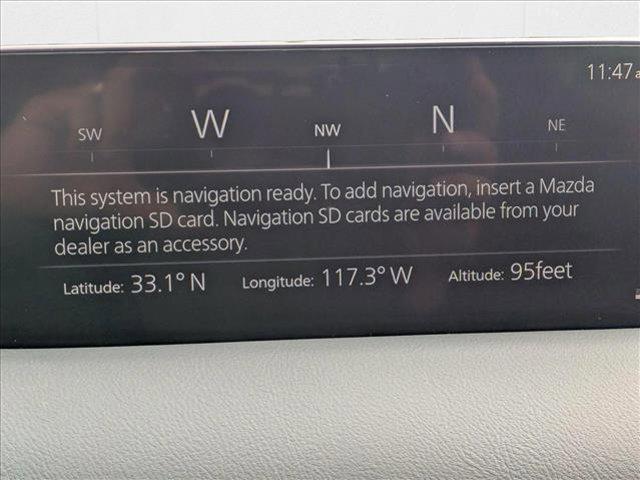 11:47a
SW W NW N NE
This system is navigation ready. To add navigation, insert a Mazda
navigation SD card. Navigation SD cards are available from your
dealer as an accessory.
Latitude: 33.1° N Longitude: 117.3° W Altitude: 95feet